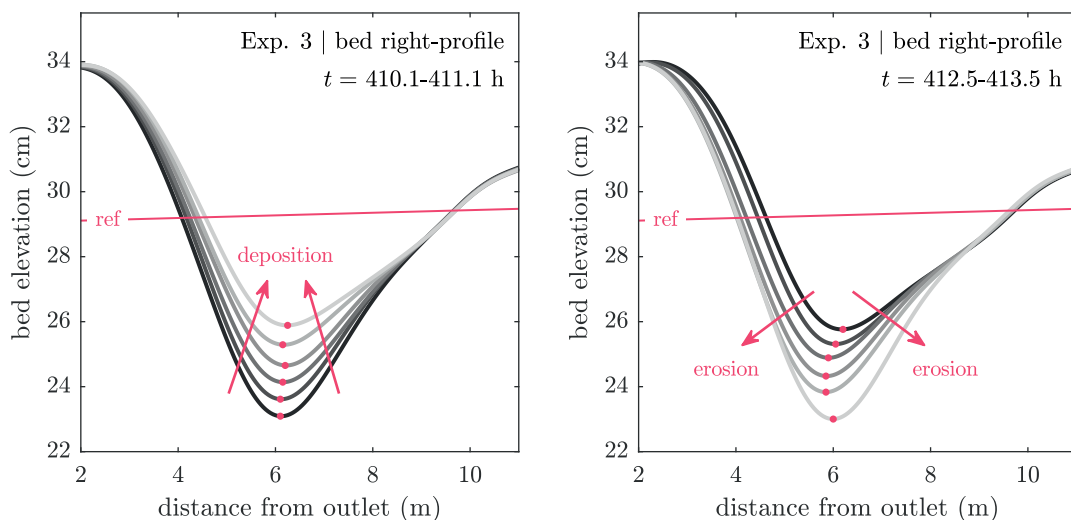 Exp. 3 | bed right-profile
t = 410.1-411.1 h
34
32
30
28
26
24
22
bed elevation (cm)
ref
deposition
2
4
6
8
10
distance from outlet (m)
Exp. 3 | bed right-profile
t = 412.5-413.5 h
34
32
30
28
26
24
22
bed elevation (cm)
ref
erosion
erosion
2
4
6
8
10
distance from outlet (m)